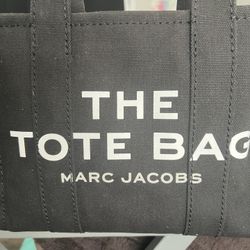 THE
TOTE BAG
MARC JACOBS